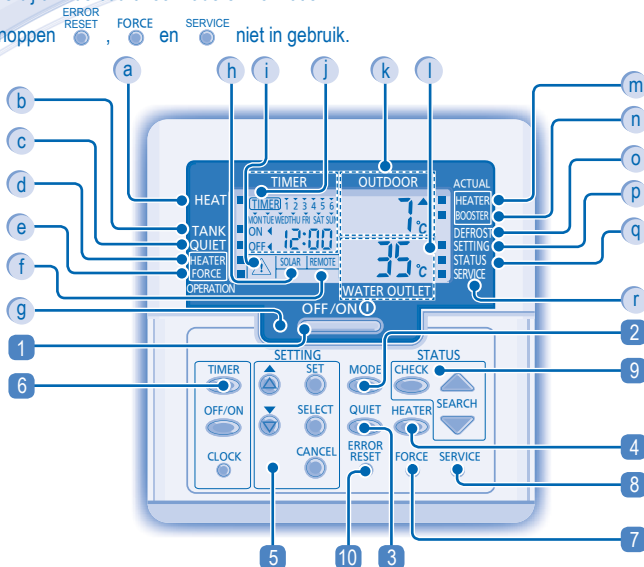 noppen ERROR RESET , FORCE en SERVICE niet in gebruik.
a h i j k l m
b n
c o
d p
e q
f r
g
TIMER OUTDOOR ACTUAL
HEAT TIMER 1 2 3 4 5 6 7 °C HEATER
MON TUE WED THU FRI SAT SUN BOOSTER
TANK ON DEFROST
QUIET OFF 12:00 35 °C SETTING
HEATER STATUS
FORCE SOLAR REMOTE SERVICE
OPERATION WATER OUTLET
OFF/ON
1 SETTING STATUS 2
6 TIMER SET MODE CHECK 9
OFF/ON SELECT QUIET HEATER SEARCH 4
CLOCK CANCEL ERROR RESET FORCE SERVICE 8
5 10 3 7